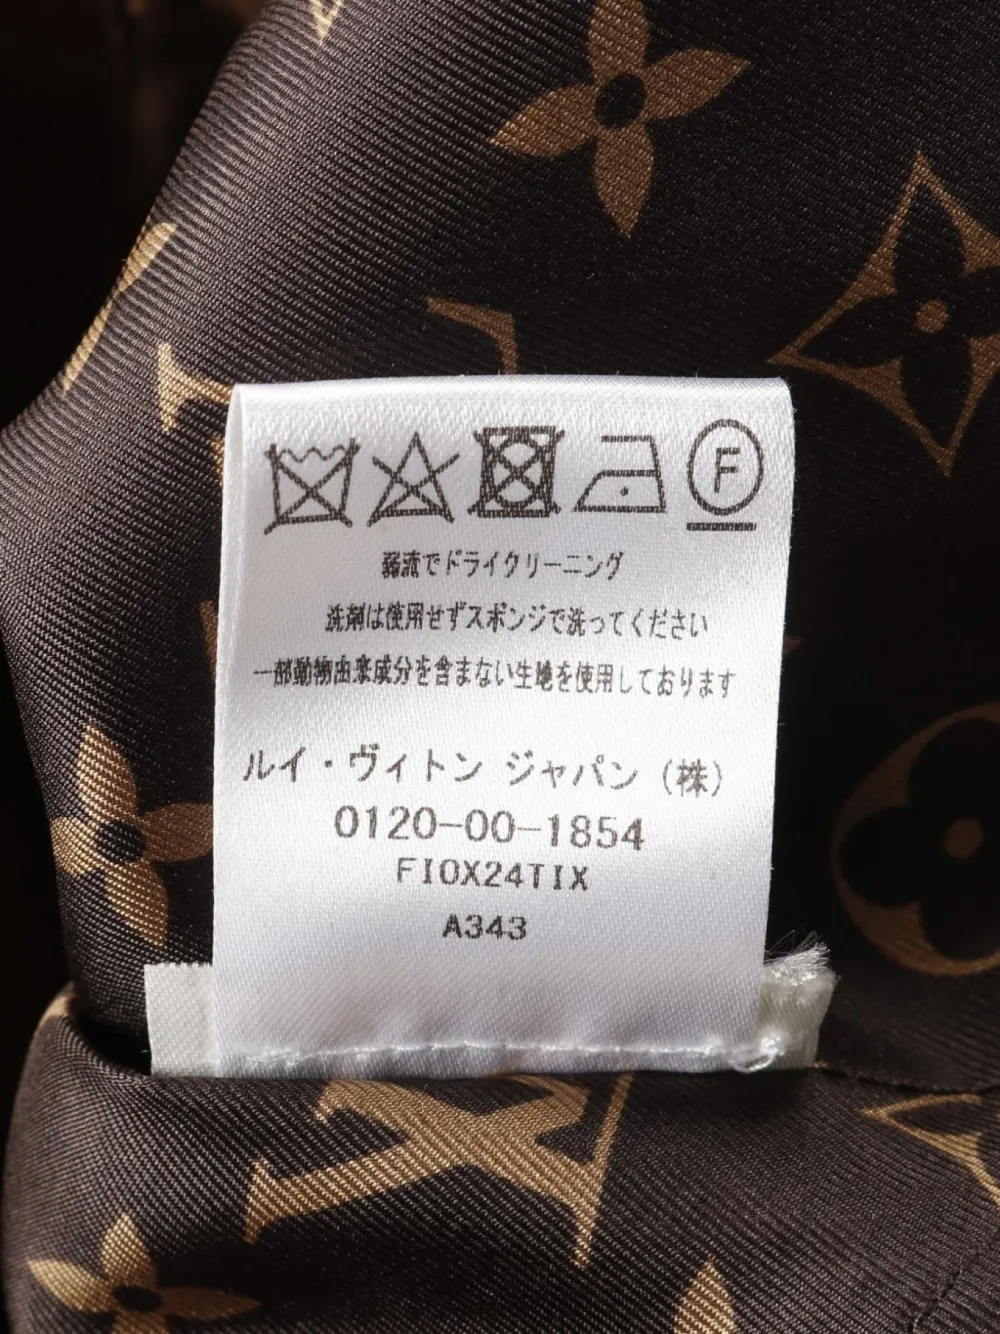 F
弱流でドライクリーニング
洗剤は使用せずスポンジで洗ってください
一部動物由来成分を含まない生地を使用しております
ルイ・ヴィトン ジャパン (株)
0120-00-1854
FIOX24TIX
A343